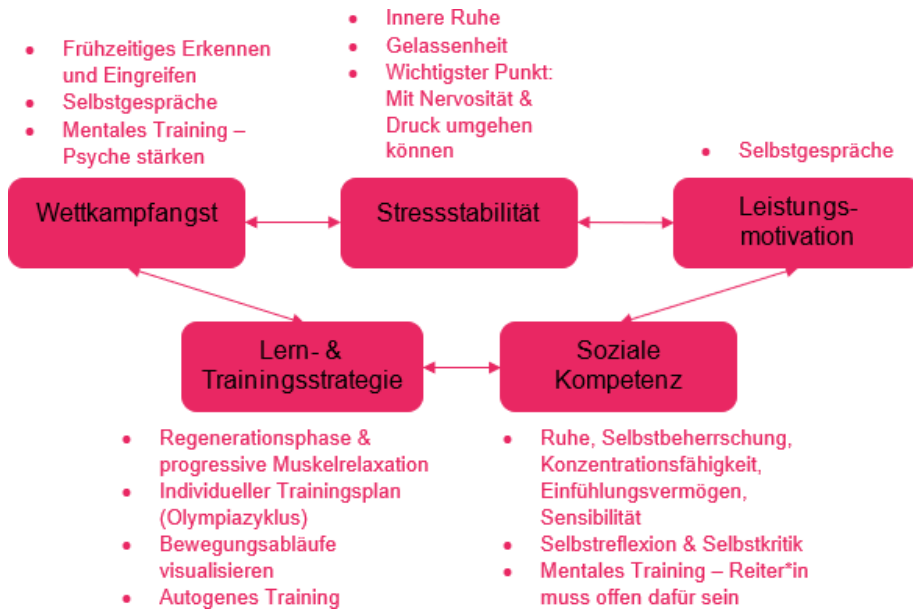 • Frühzeitiges Erkennen
und Eingreifen
• Selbstgespräche
• Mentales Training –
Psyche stärken
• Innere Ruhe
• Gelassenheit
• Wichtigster Punkt:
Mit Nervosität &
Druck umgehen
können
• Selbstgespräche
Wettkampfangst
Stressstabilität
Leistungs-
motivation
Lern- &
Trainingsstrategie
Soziale
Kompetenz
• Regenerationsphase &
progressive Muskelrelaxation
• Individueller Trainingsplan
(Olympiazyklus)
• Bewegungsabläufe
visualisieren
• Autogenes Training
• Ruhe, Selbstbeherrschung,
Konzentrationsfähigkeit,
Einfühlungsvermögen,
Sensibilität
• Selbstreflexion & Selbstkritik
• Mentales Training – Reiter*in
muss offen dafür sein